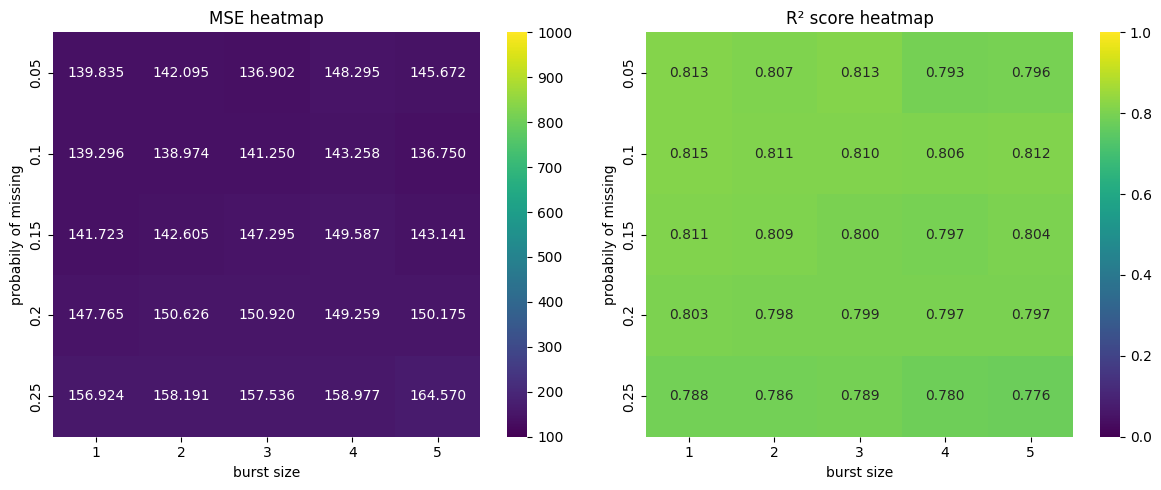 MSE heatmap
probabily of missing
0.05 139.835 142.095 136.902 148.295 145.672
0.1 139.296 138.974 141.250 143.258 136.750
0.15 141.723 142.605 147.295 149.587 143.141
0.2 147.765 150.626 150.920 149.259 150.175
0.25 156.924 158.191 157.536 158.977 164.570
1 2 3 4 5
burst size
1000
900
800
700
600
500
400
300
200
100
R² score heatmap
probabily of missing
0.05 0.813 0.807 0.813 0.793 0.796
0.1 0.815 0.811 0.810 0.806 0.812
0.15 0.811 0.809 0.800 0.797 0.804
0.2 0.803 0.798 0.799 0.797 0.797
0.25 0.788 0.786 0.789 0.780 0.776
1 2 3 4 5
burst size
1.0
0.8
0.6
0.4
0.2
0.0